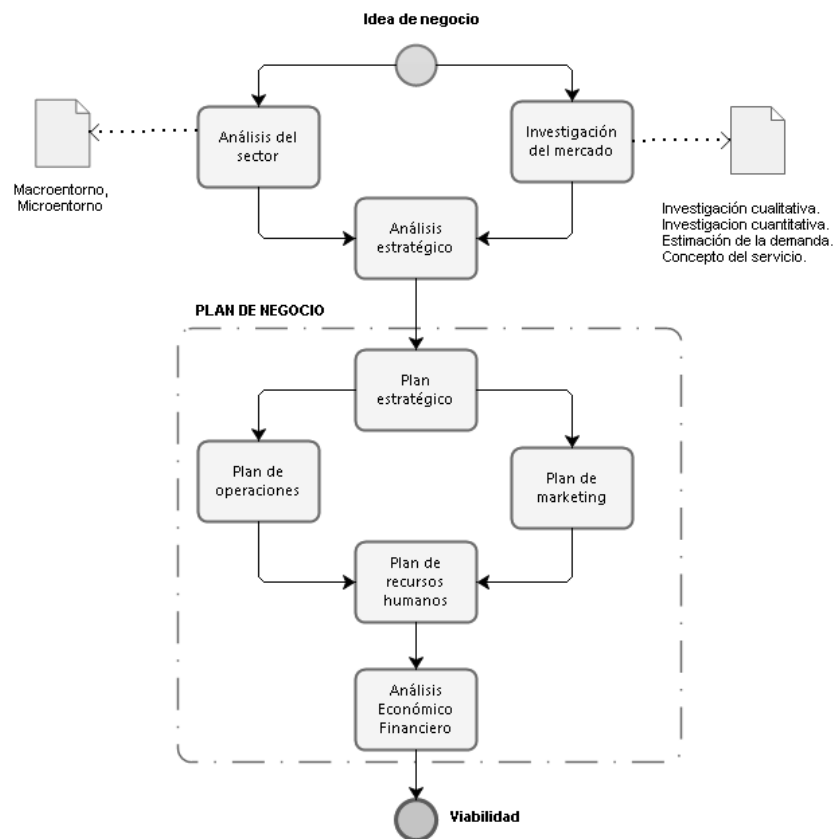 Idea de negocio
Análisis del
sector
Investigación
del mercado
Macroentorno,
Microentorno
Investigación cualitativa.
Investigacion cuantitativa.
Estimación de la demanda.
Concepto del servicio.
Análisis
estratégico
PLAN DE NEGOCIO
Plan
estratégico
Plan de
operaciones
Plan de
marketing
Plan de
recursos
humanos
Análisis
Económico
Financiero
Viabilidad